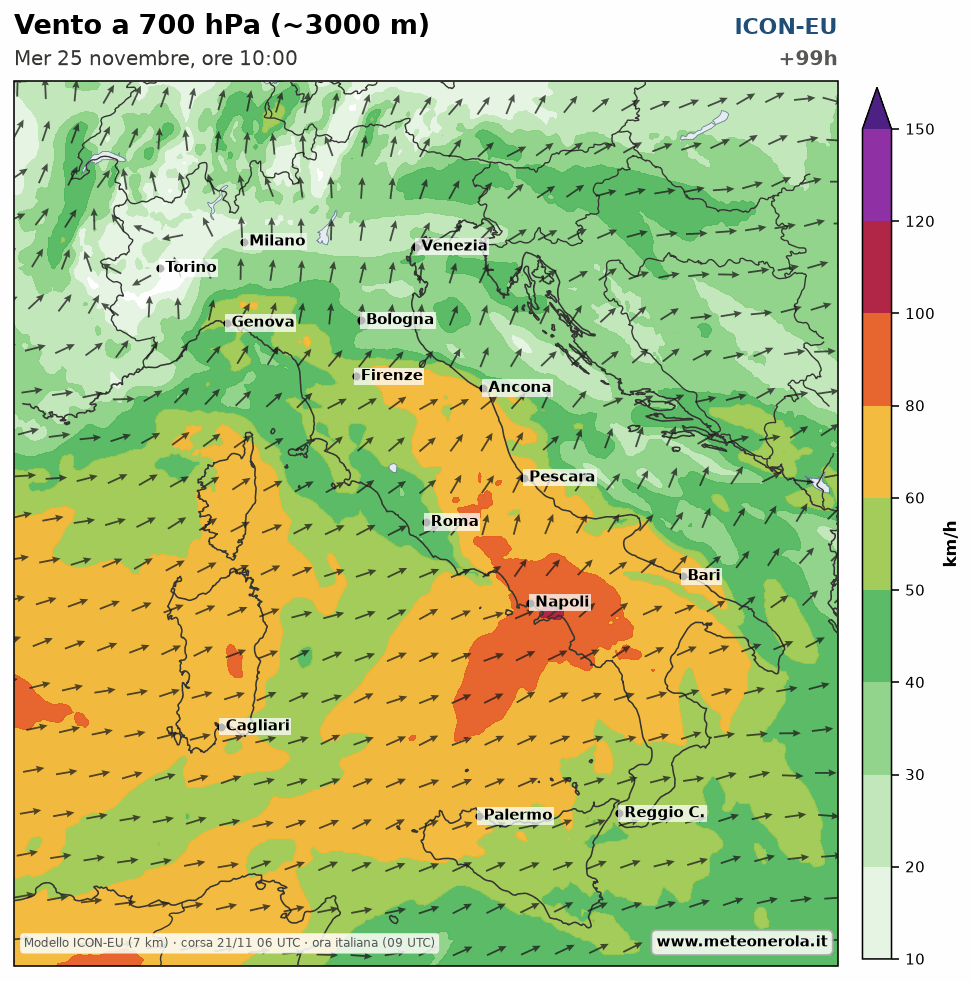 Vento a 700 hPa (~3000 m)
ICON-EU
Mer 25 novembre, ore 10:00
+99h
150
120
100
80
60
50
40
30
20
10
km/h
Milano
Venezia
Torino
Genova
Bologna
Firenze
Ancona
Pescara
Roma
Bari
Napoli
Cagliari
Palermo
Reggio C.
Modello ICON-EU (7 km) · corsa 21/11 06 UTC · ora italiana (09 UTC)
www.meteonerola.it